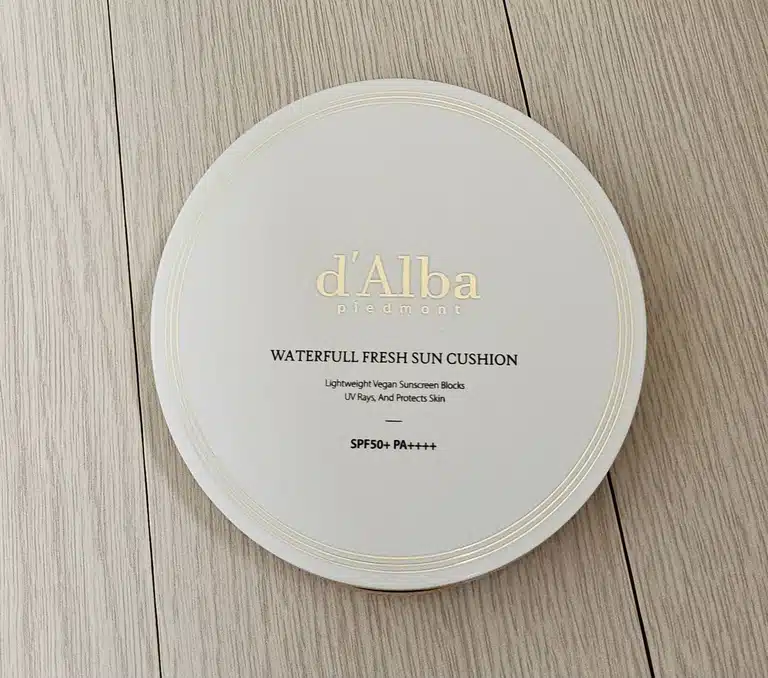 d'Alba
piedmont
WATERFULL FRESH SUN CUSHION
Lightweight Vegan Sunscreen Blocks
UV Rays, And Protects Skin
SPF50+ PA++++